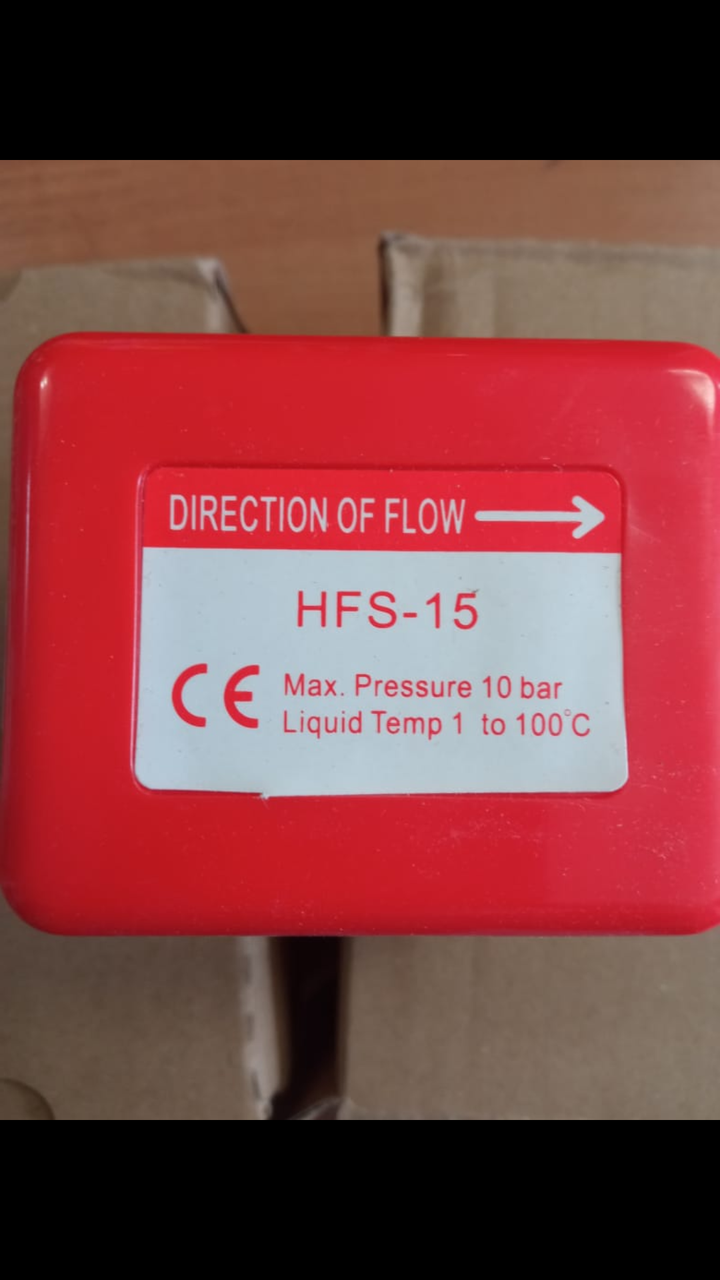 DIRECTION OF FLOW →
HFS-15
CE Max. Pressure 10 bar
Liquid Temp 1 to 100°C